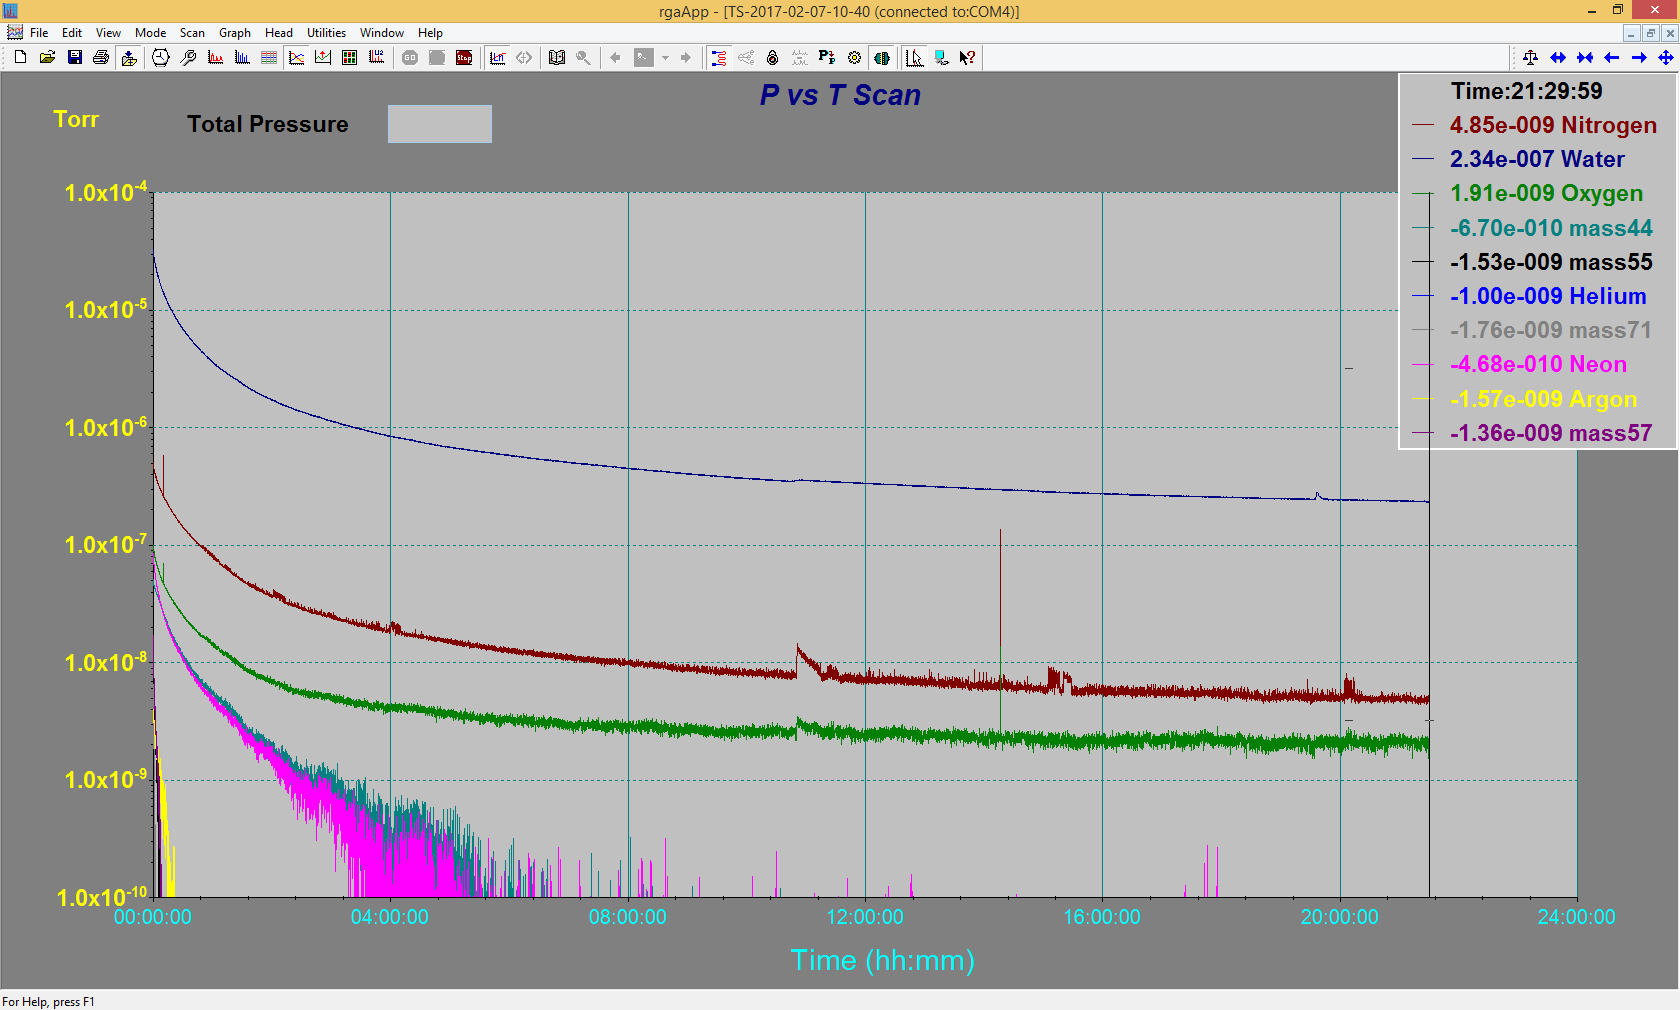 rgaApp - [TS-2017-02-07-10-40 (connected to:COM4)]
File Edit View Mode Scan Graph Head Utilities Window Help
GO Stop
P vs T Scan
Torr
Total Pressure
Time:21:29:59
4.85e-009 Nitrogen
2.34e-007 Water
1.91e-009 Oxygen
-6.70e-010 mass44
-1.53e-009 mass55
-1.00e-009 Helium
-1.76e-009 mass71
-4.68e-010 Neon
-1.57e-009 Argon
-1.36e-009 mass57
1.0x10-4
1.0x10-5
1.0x10-6
1.0x10-7
1.0x10-8
1.0x10-9
1.0x10-10
00:00:00 04:00:00 08:00:00 12:00:00 16:00:00 20:00:00 24:00:00
Time (hh:mm)
For Help, press F1